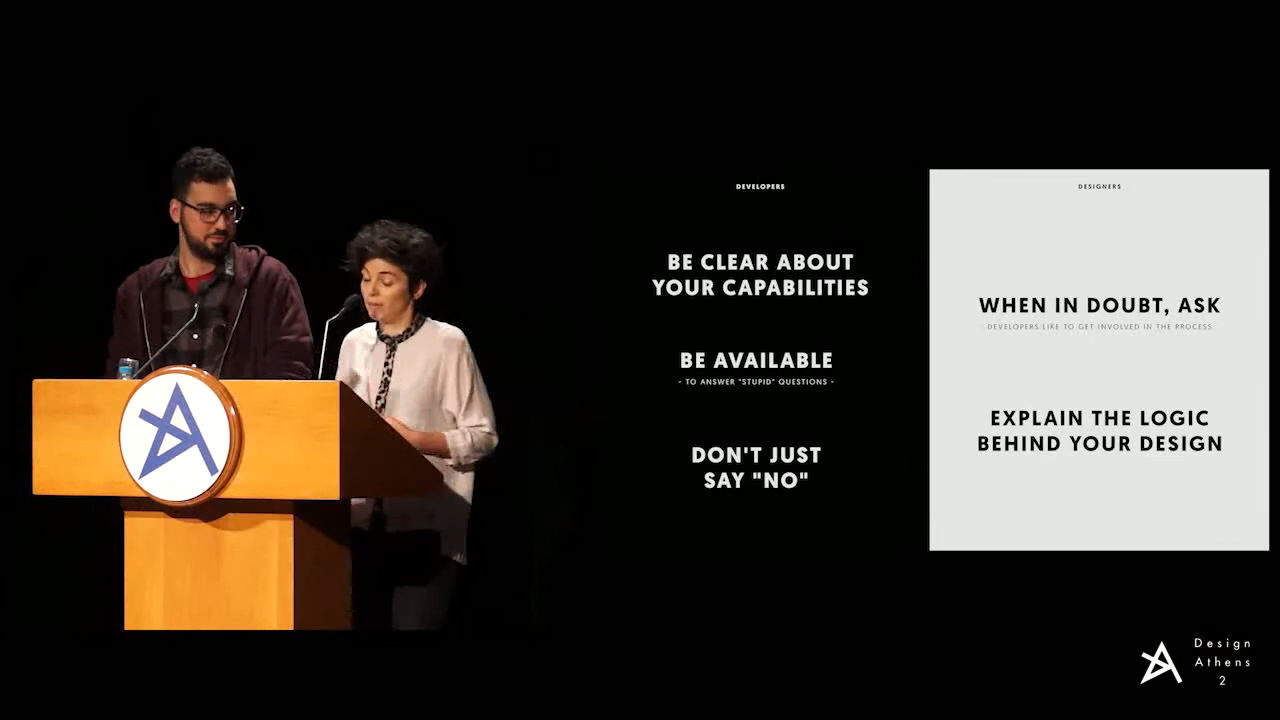 DEVELOPERS
BE CLEAR ABOUT
YOUR CAPABILITIES
BE AVAILABLE
- TO ANSWER "STUPID" QUESTIONS -
DON'T JUST
SAY "NO"
DESIGNERS
WHEN IN DOUBT, ASK
DEVELOPERS LIKE TO GET INVOLVED IN THE PROCESS
EXPLAIN THE LOGIC
BEHIND YOUR DESIGN
Design
Athens
2